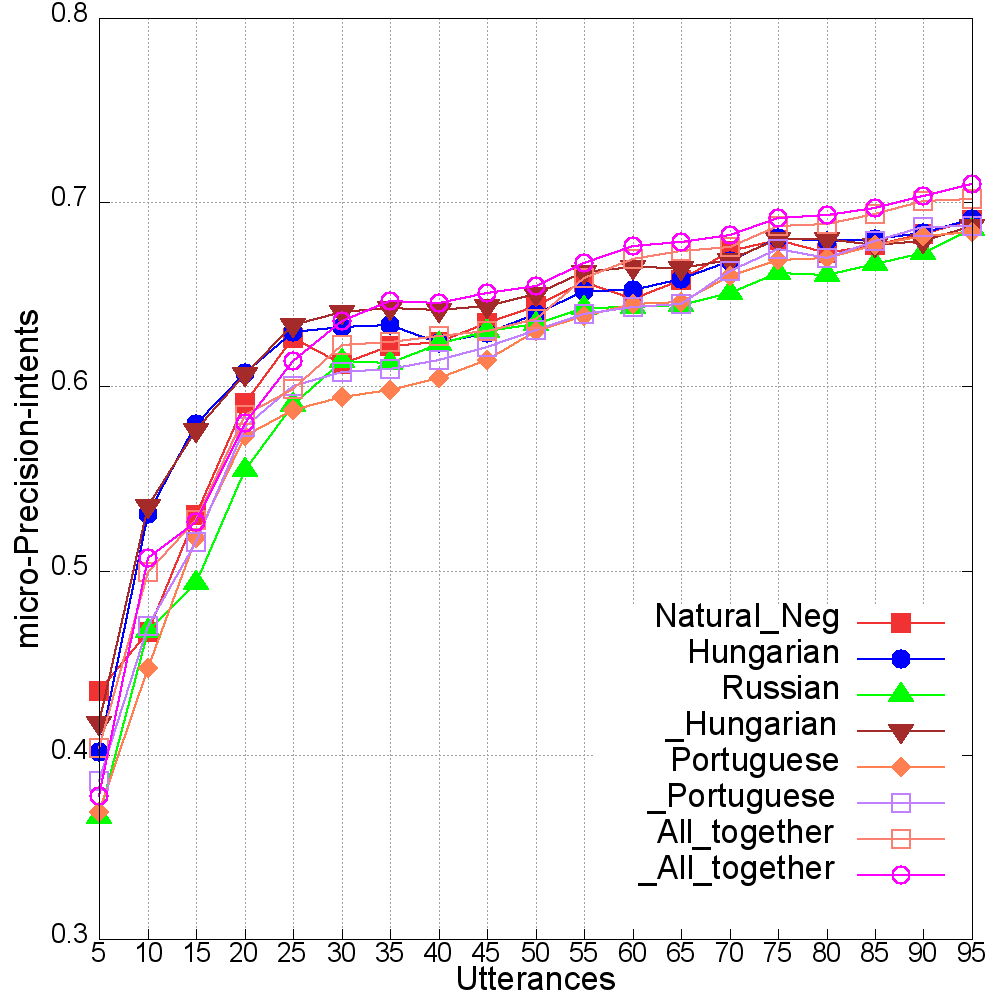 0.8
0.7
0.6
0.5
0.4
0.3
micro-Precision-intents
Natural_Neg
Hungarian
Russian
_Hungarian
Portuguese
_Portuguese
All_together
_All_together
5 10 15 20 25 30 35 40 45 50 55 60 65 70 75 80 85 90 95
Utterances